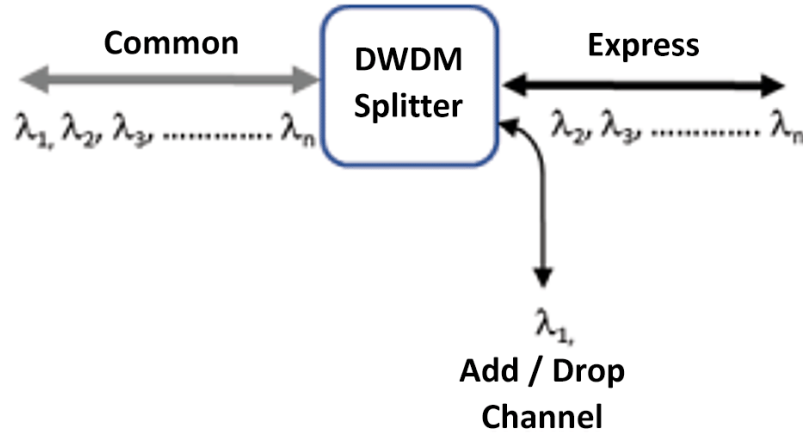 Common
DWDM
Splitter
Express
λ₁, λ₂, λ₃, ............. λₙ
λ₂, λ₃, ............. λₙ
λ₁,
Add / Drop
Channel